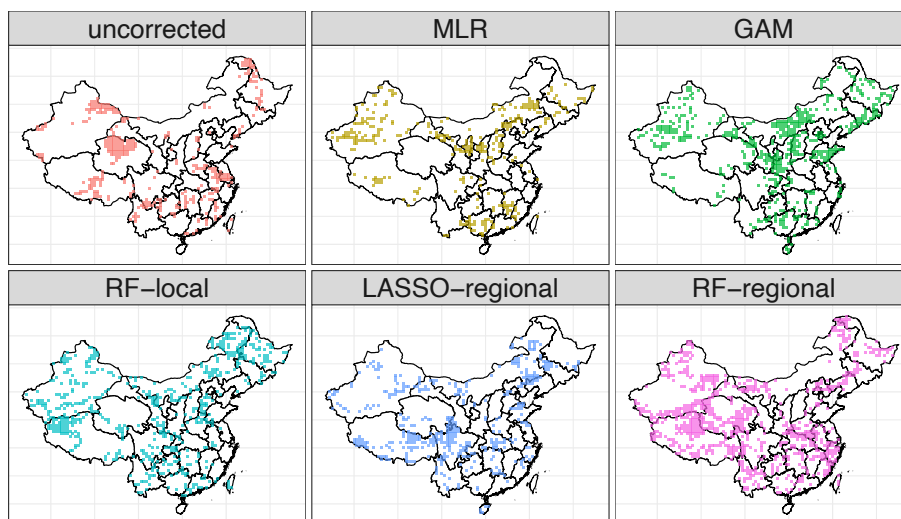 uncorrected
MLR
GAM
RF−local
LASSO−regional
RF−regional